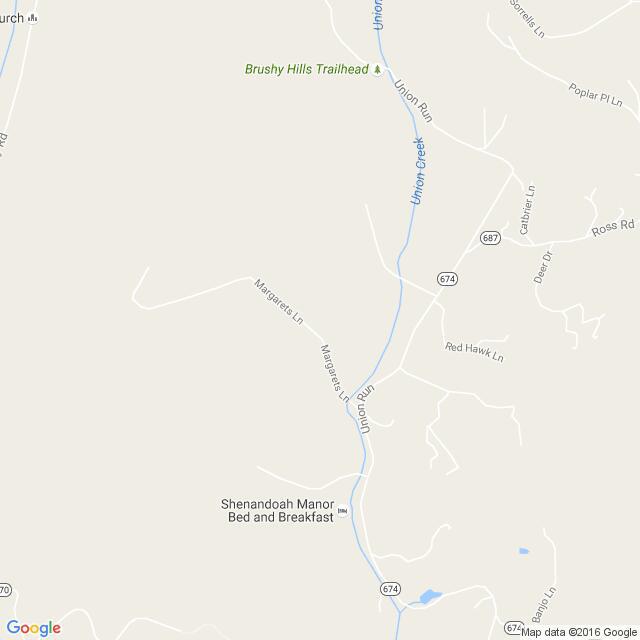 Sorrells Ln
Union
urch
Brushy Hills Trailhead
Union Run
Poplar Pl Ln
Rd
Union Creek
Catbrier Ln
Ross Rd
687
Deer Dr
674
Margarets Ln
Margarets Ln
Red Hawk Ln
Union Run
Shenandoah Manor
Bed and Breakfast
70
674
Banjo Ln
674
Google
Map data ©2016 Google